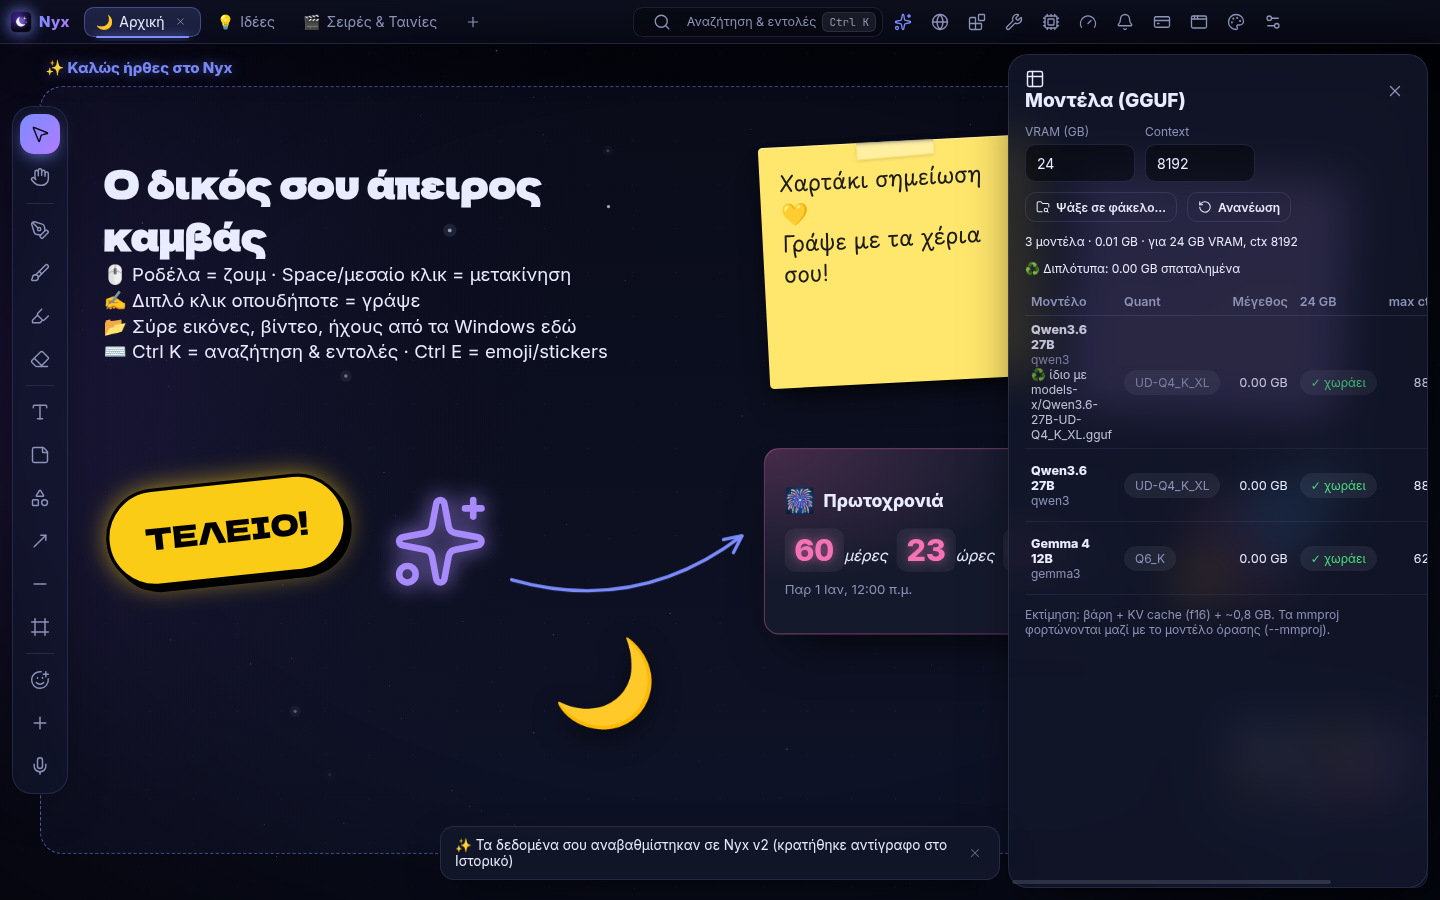 Nyx
🌙 Αρχική
💡 Ιδέες
🎬 Σειρές & Ταινίες
Αναζήτηση & εντολές Ctrl K
✨ Καλώς ήρθες στο Nyx
Ο δικός σου άπειρος
καμβάς
🖱️ Ροδέλα = ζουμ · Space/μεσαίο κλικ = μετακίνηση
✍️ Διπλό κλικ οπουδήποτε = γράψε
📂 Σύρε εικόνες, βίντεο, ήχους από τα Windows εδώ
⌨️ Ctrl K = αναζήτηση & εντολές · Ctrl E = emoji/stickers
Χαρτάκι σημείωση
💛
Γράψε με τα χέρια
σου!
ΤΕΛΕΙΟ!
🎆 Πρωτοχρονιά
60 μέρες 23 ώρες
Παρ 1 Ιαν, 12:00 π.μ.
✨ Τα δεδομένα σου αναβαθμίστηκαν σε Nyx v2 (κρατήθηκε αντίγραφο στο
Ιστορικό)
Μοντέλα (GGUF)
VRAM (GB) Context
24 8192
Ψάξε σε φάκελο... Ανανέωση
3 μοντέλα · 0.01 GB · για 24 GB VRAM, ctx 8192
♻️ Διπλότυπα: 0.00 GB σπαταλημένα
Μοντέλο Quant Μέγεθος 24 GB max
Qwen3.6
27B
qwen3
♻️ ίδιο με
models-
x/Qwen3.6-
27B-UD-
Q4_K_XL.gguf
UD-Q4_K_XL 0.00 GB ✓ χωράει
Qwen3.6
27B
qwen3
UD-Q4_K_XL 0.00 GB ✓ χωράει
Gemma 4
12B
gemma3
Q6_K 0.00 GB ✓ χωράει
Εκτίμηση: βάρη + KV cache (f16) + ~0,8 GB. Τα mmproj
φορτώνονται μαζί με το μοντέλο όρασης (--mmproj).